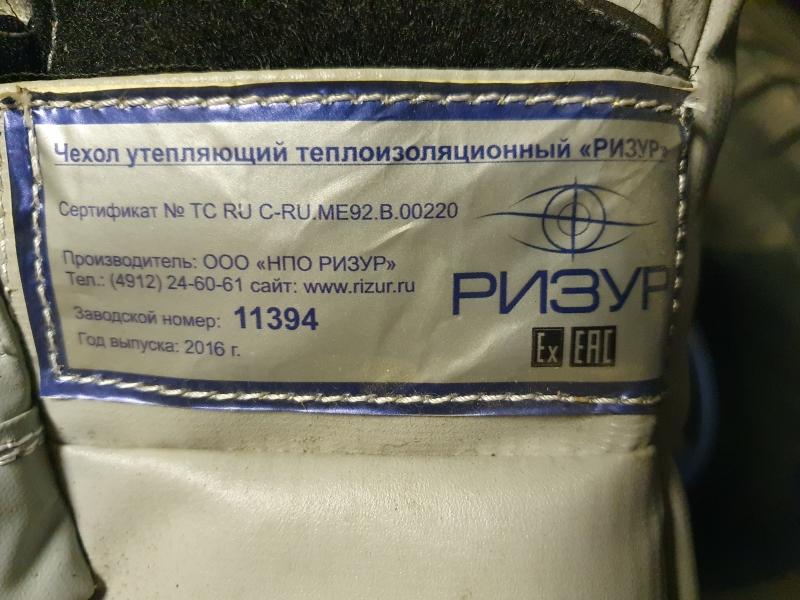 Чехол утепляющий теплоизоляционный «РИЗУР»
Сертификат № ТС RU C-RU.ME92.B.00220
Производитель: ООО «НПО РИЗУР»
Тел.: (4912) 24-60-61 сайт: www.rizur.ru
Заводской номер: 11394
Год выпуска: 2016 г.
РИЗУР
Ex EAC